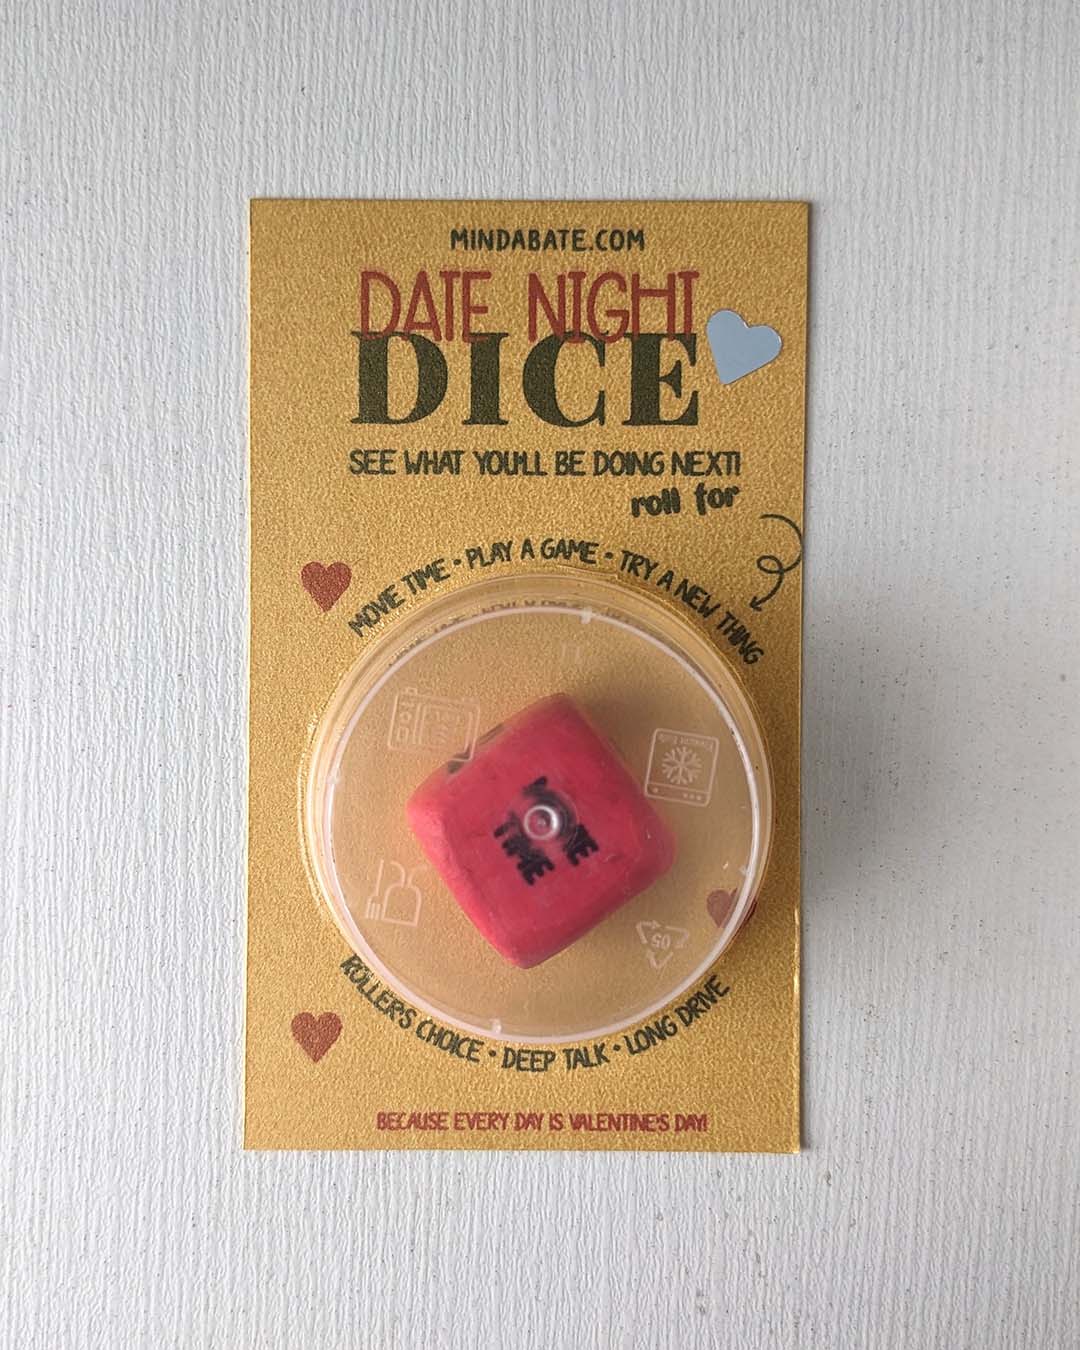 MINDABATE.COM
DATE NIGHT
DICE
SEE WHAT YOU'LL BE DOING NEXT!
roll for
MOVIE TIME • PLAY A GAME • TRY A NEW THING
TIME
05
ROLLER'S CHOICE • DEEP TALK • LONG DRIVE
BECAUSE EVERY DAY IS VALENTINE'S DAY!